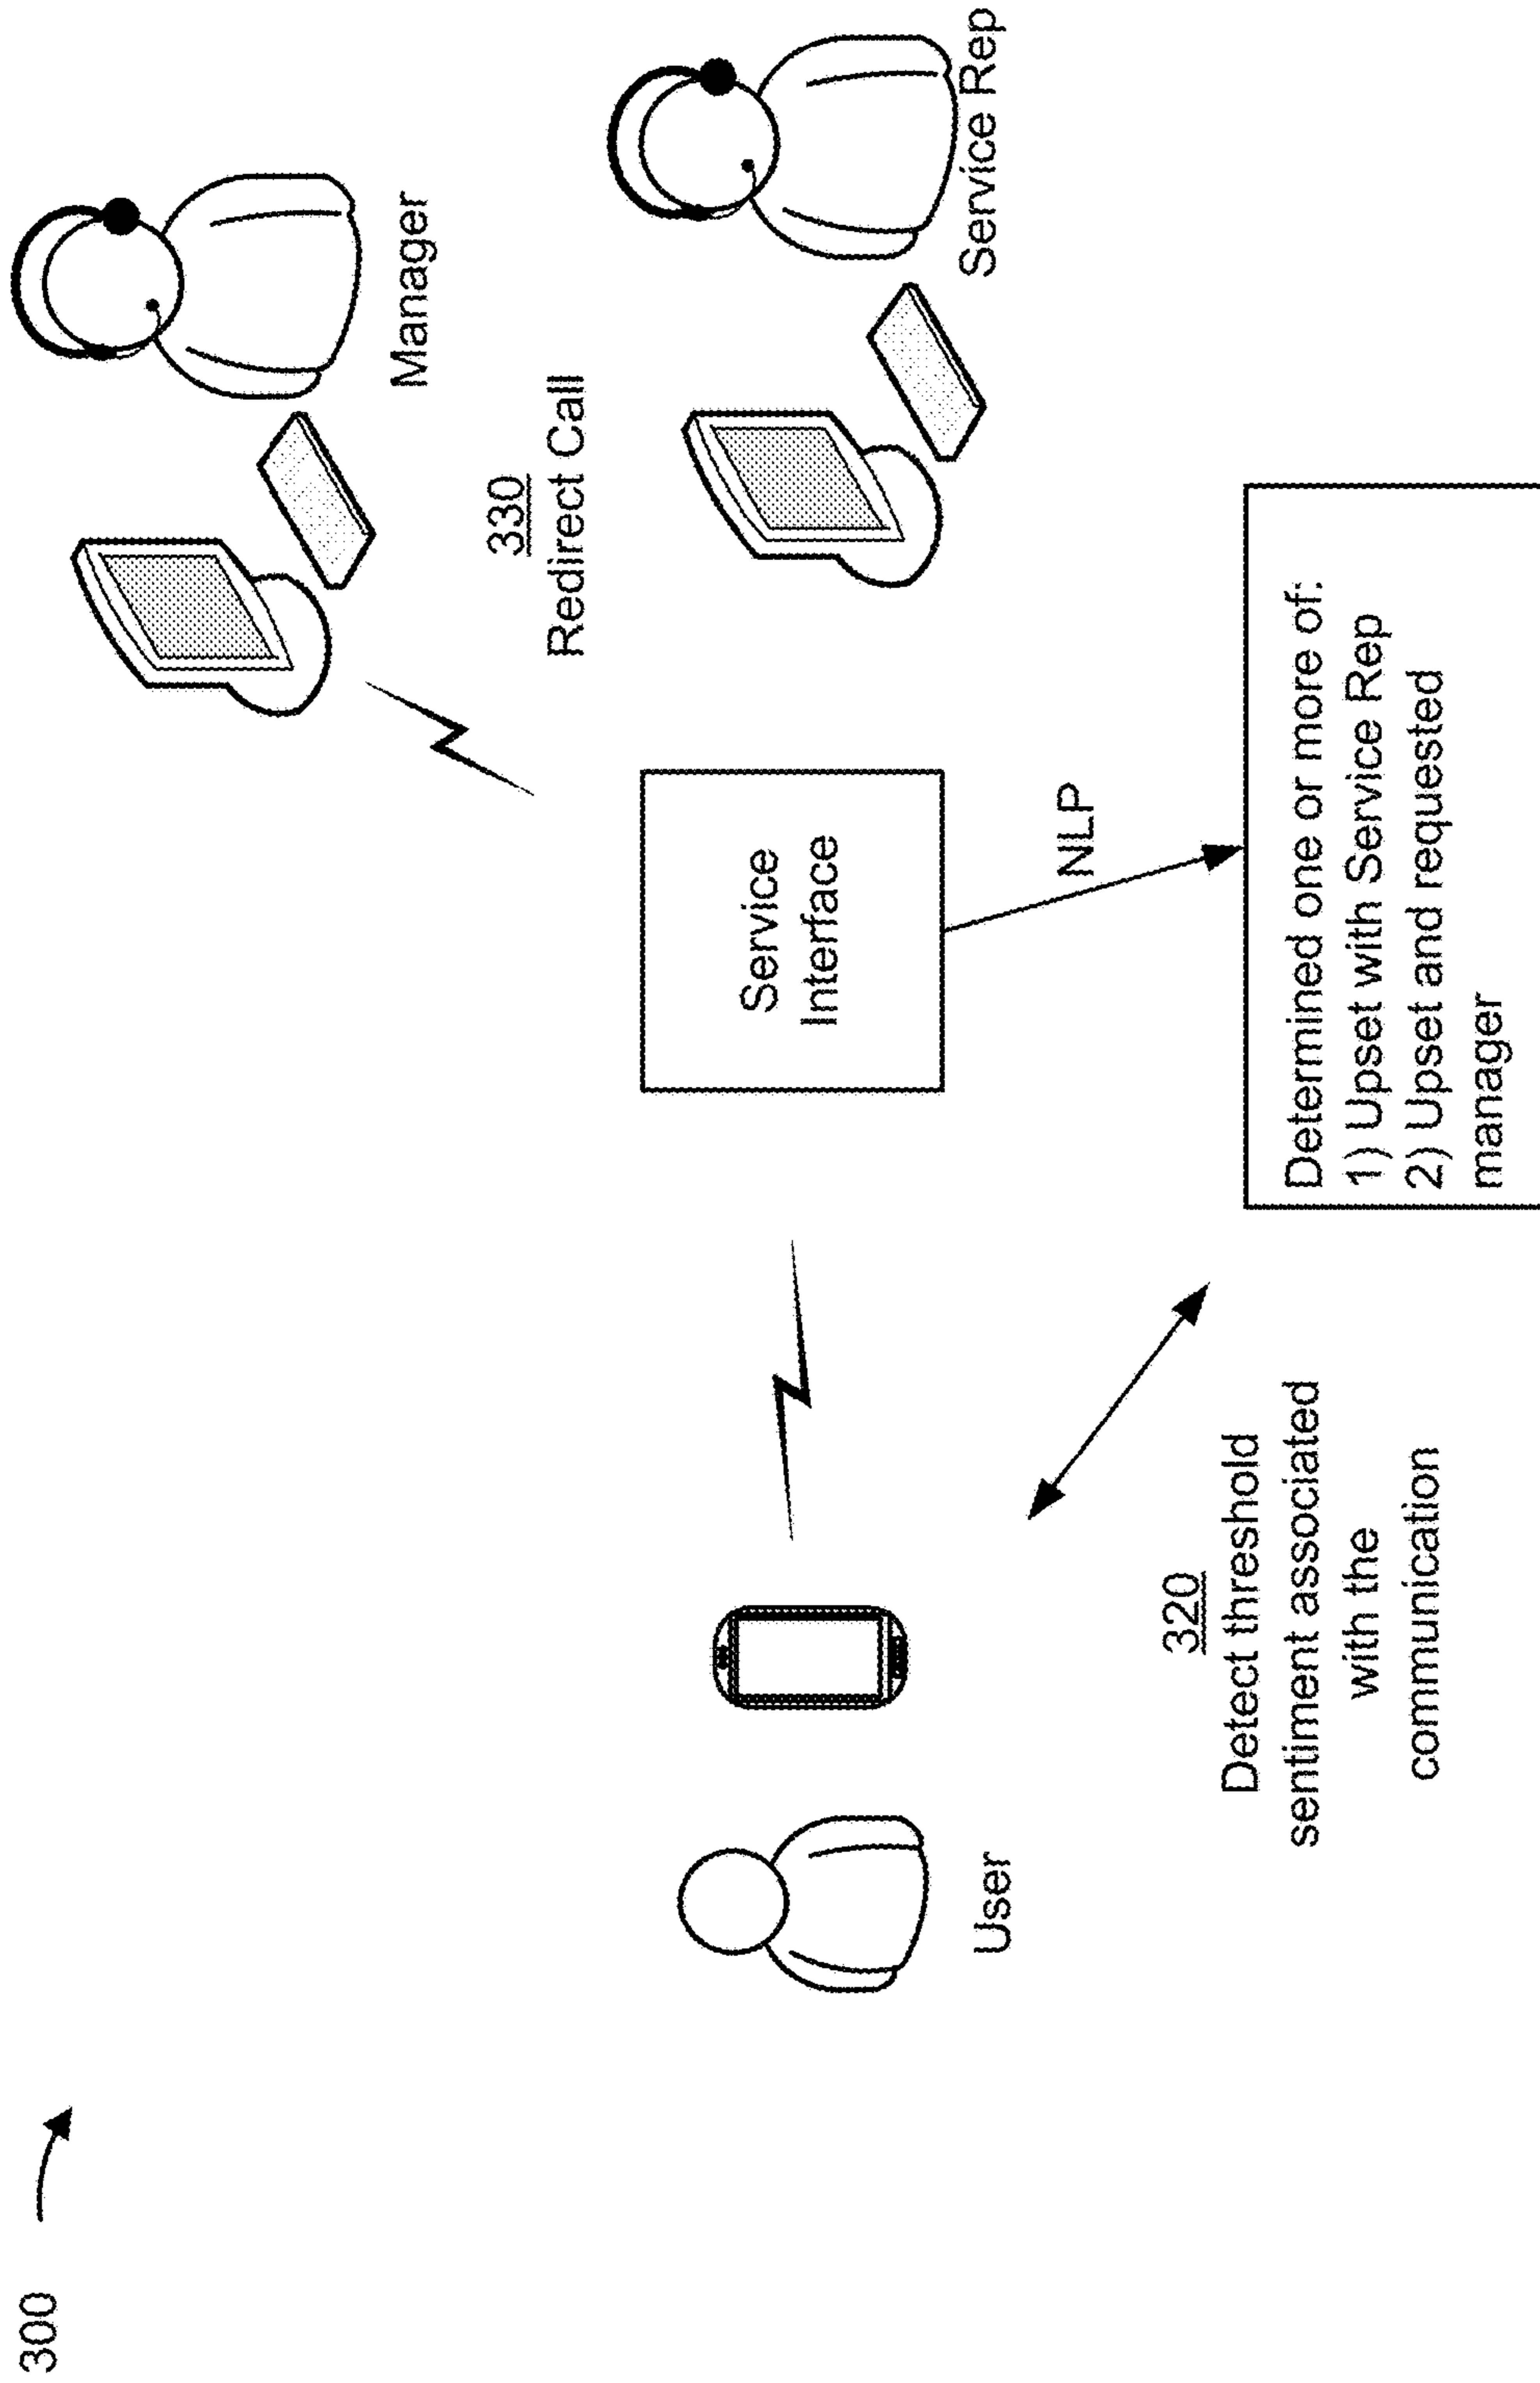 300
Manager
330
Redirect Call
Service Rep
Service
Interface
NLP
User
320
Detect threshold
sentiment associated
with the
communication
Determined one or more of:
1) Upset with Service Rep
2) Upset and requested
manager